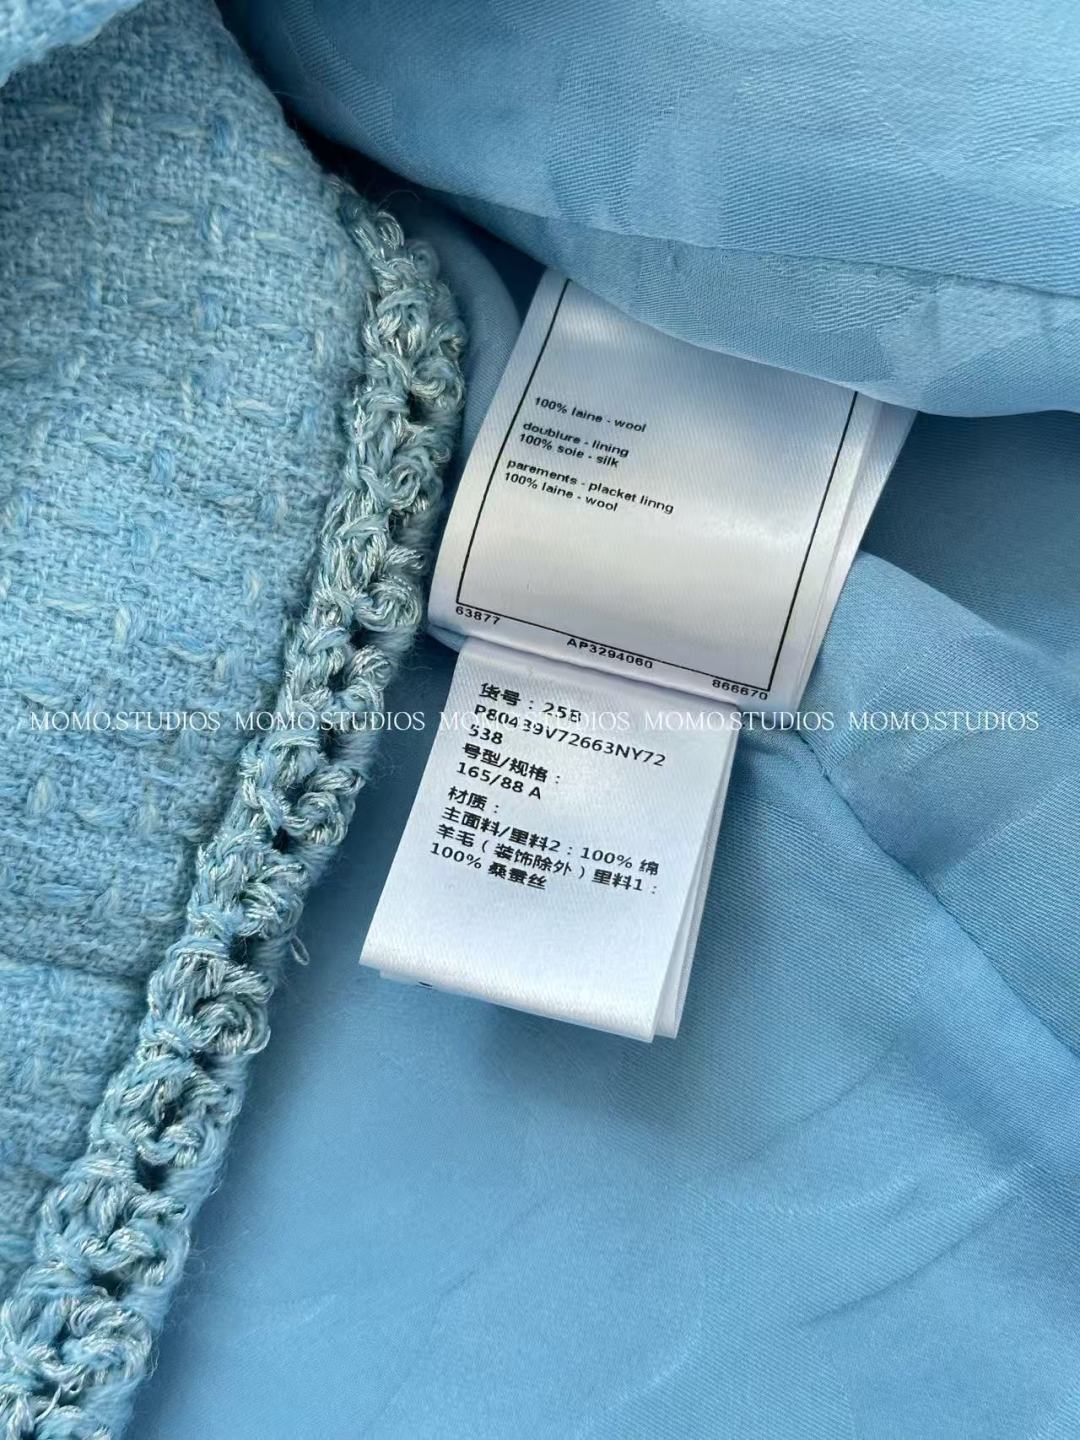 100% laine - wool
doublure - lining
100% soie - silk
parements - placket linng
100% laine - wool
63877
AP3294060
866670
货号：25B
MOMO.STUDIOS MOMO.STUDIOS MOMO.STUDIOS MOMO.STUDIOS MOMO.STUDIOS
P80439V72663NY72
538
号型/规格：
165/88 A
材质：
主面料/里料2：100% 绵
羊毛（装饰除外）里料1：
100% 桑蚕丝